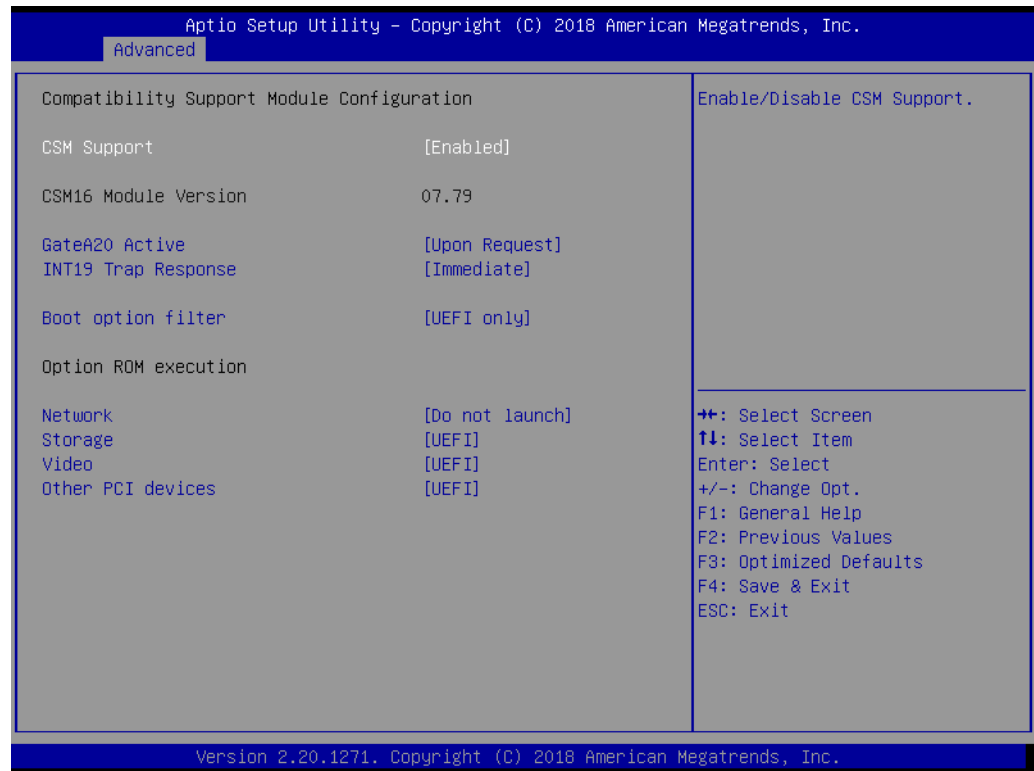 Aptio Setup Utility – Copyright (C) 2018 American Megatrends, Inc.
Advanced
Compatibility Support Module Configuration
CSM Support [Enabled]
CSM16 Module Version 07.79
GateA20 Active [Upon Request]
INT19 Trap Response [Immediate]
Boot option filter [UEFI only]
Option ROM execution
Network [Do not launch]
Storage [UEFI]
Video [UEFI]
Other PCI devices [UEFI]
Enable/Disable CSM Support.
→←: Select Screen
↑↓: Select Item
Enter: Select
+/-: Change Opt.
F1: General Help
F2: Previous Values
F3: Optimized Defaults
F4: Save & Exit
ESC: Exit
Version 2.20.1271. Copyright (C) 2018 American Megatrends, Inc.